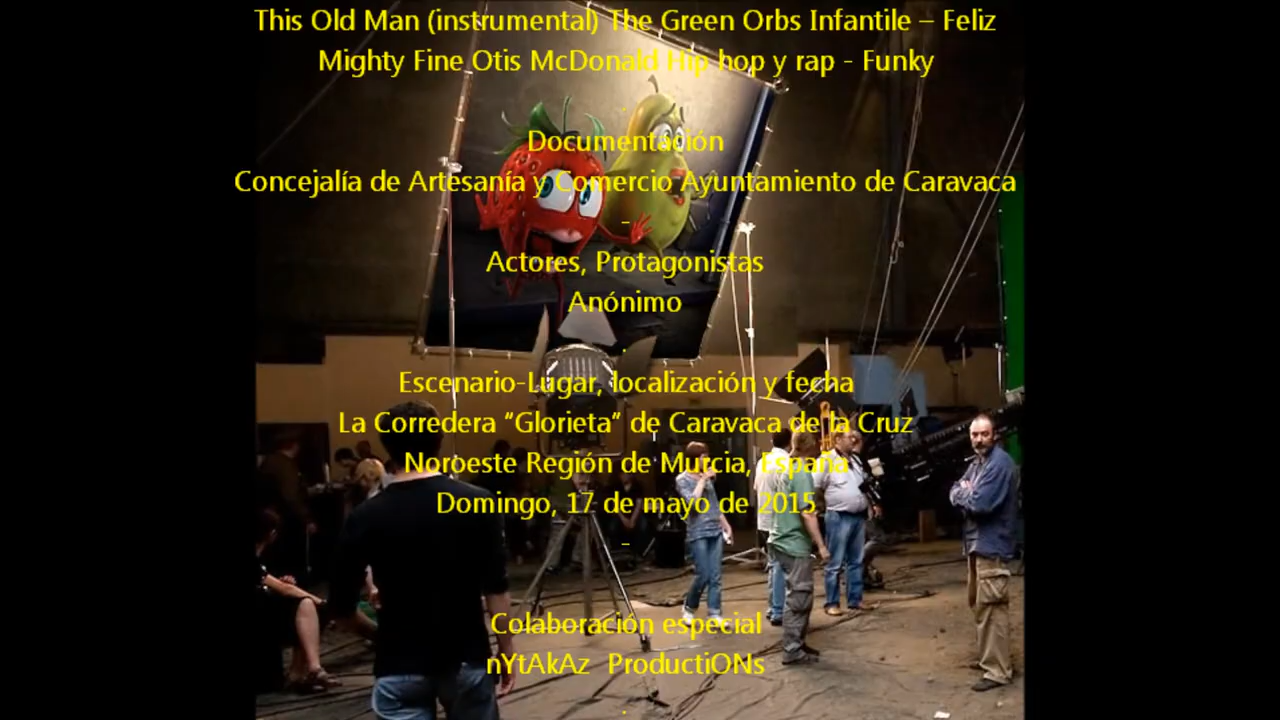 This Old Man (instrumental) The Green Orbs Infantile – Feliz
Mighty Fine Otis McDonald Hip hop y rap - Funky
.
Documentación
Concejalía de Artesanía y Comercio Ayuntamiento de Caravaca
-
Actores, Protagonistas
Anónimo
.
Escenario-Lugar, localización y fecha
La Corredera “Glorieta” de Caravaca de la Cruz
Noroeste Región de Murcia, España
Domingo, 17 de mayo de 2015
-
Colaboración especial
nYtAkAz ProductiONs
.